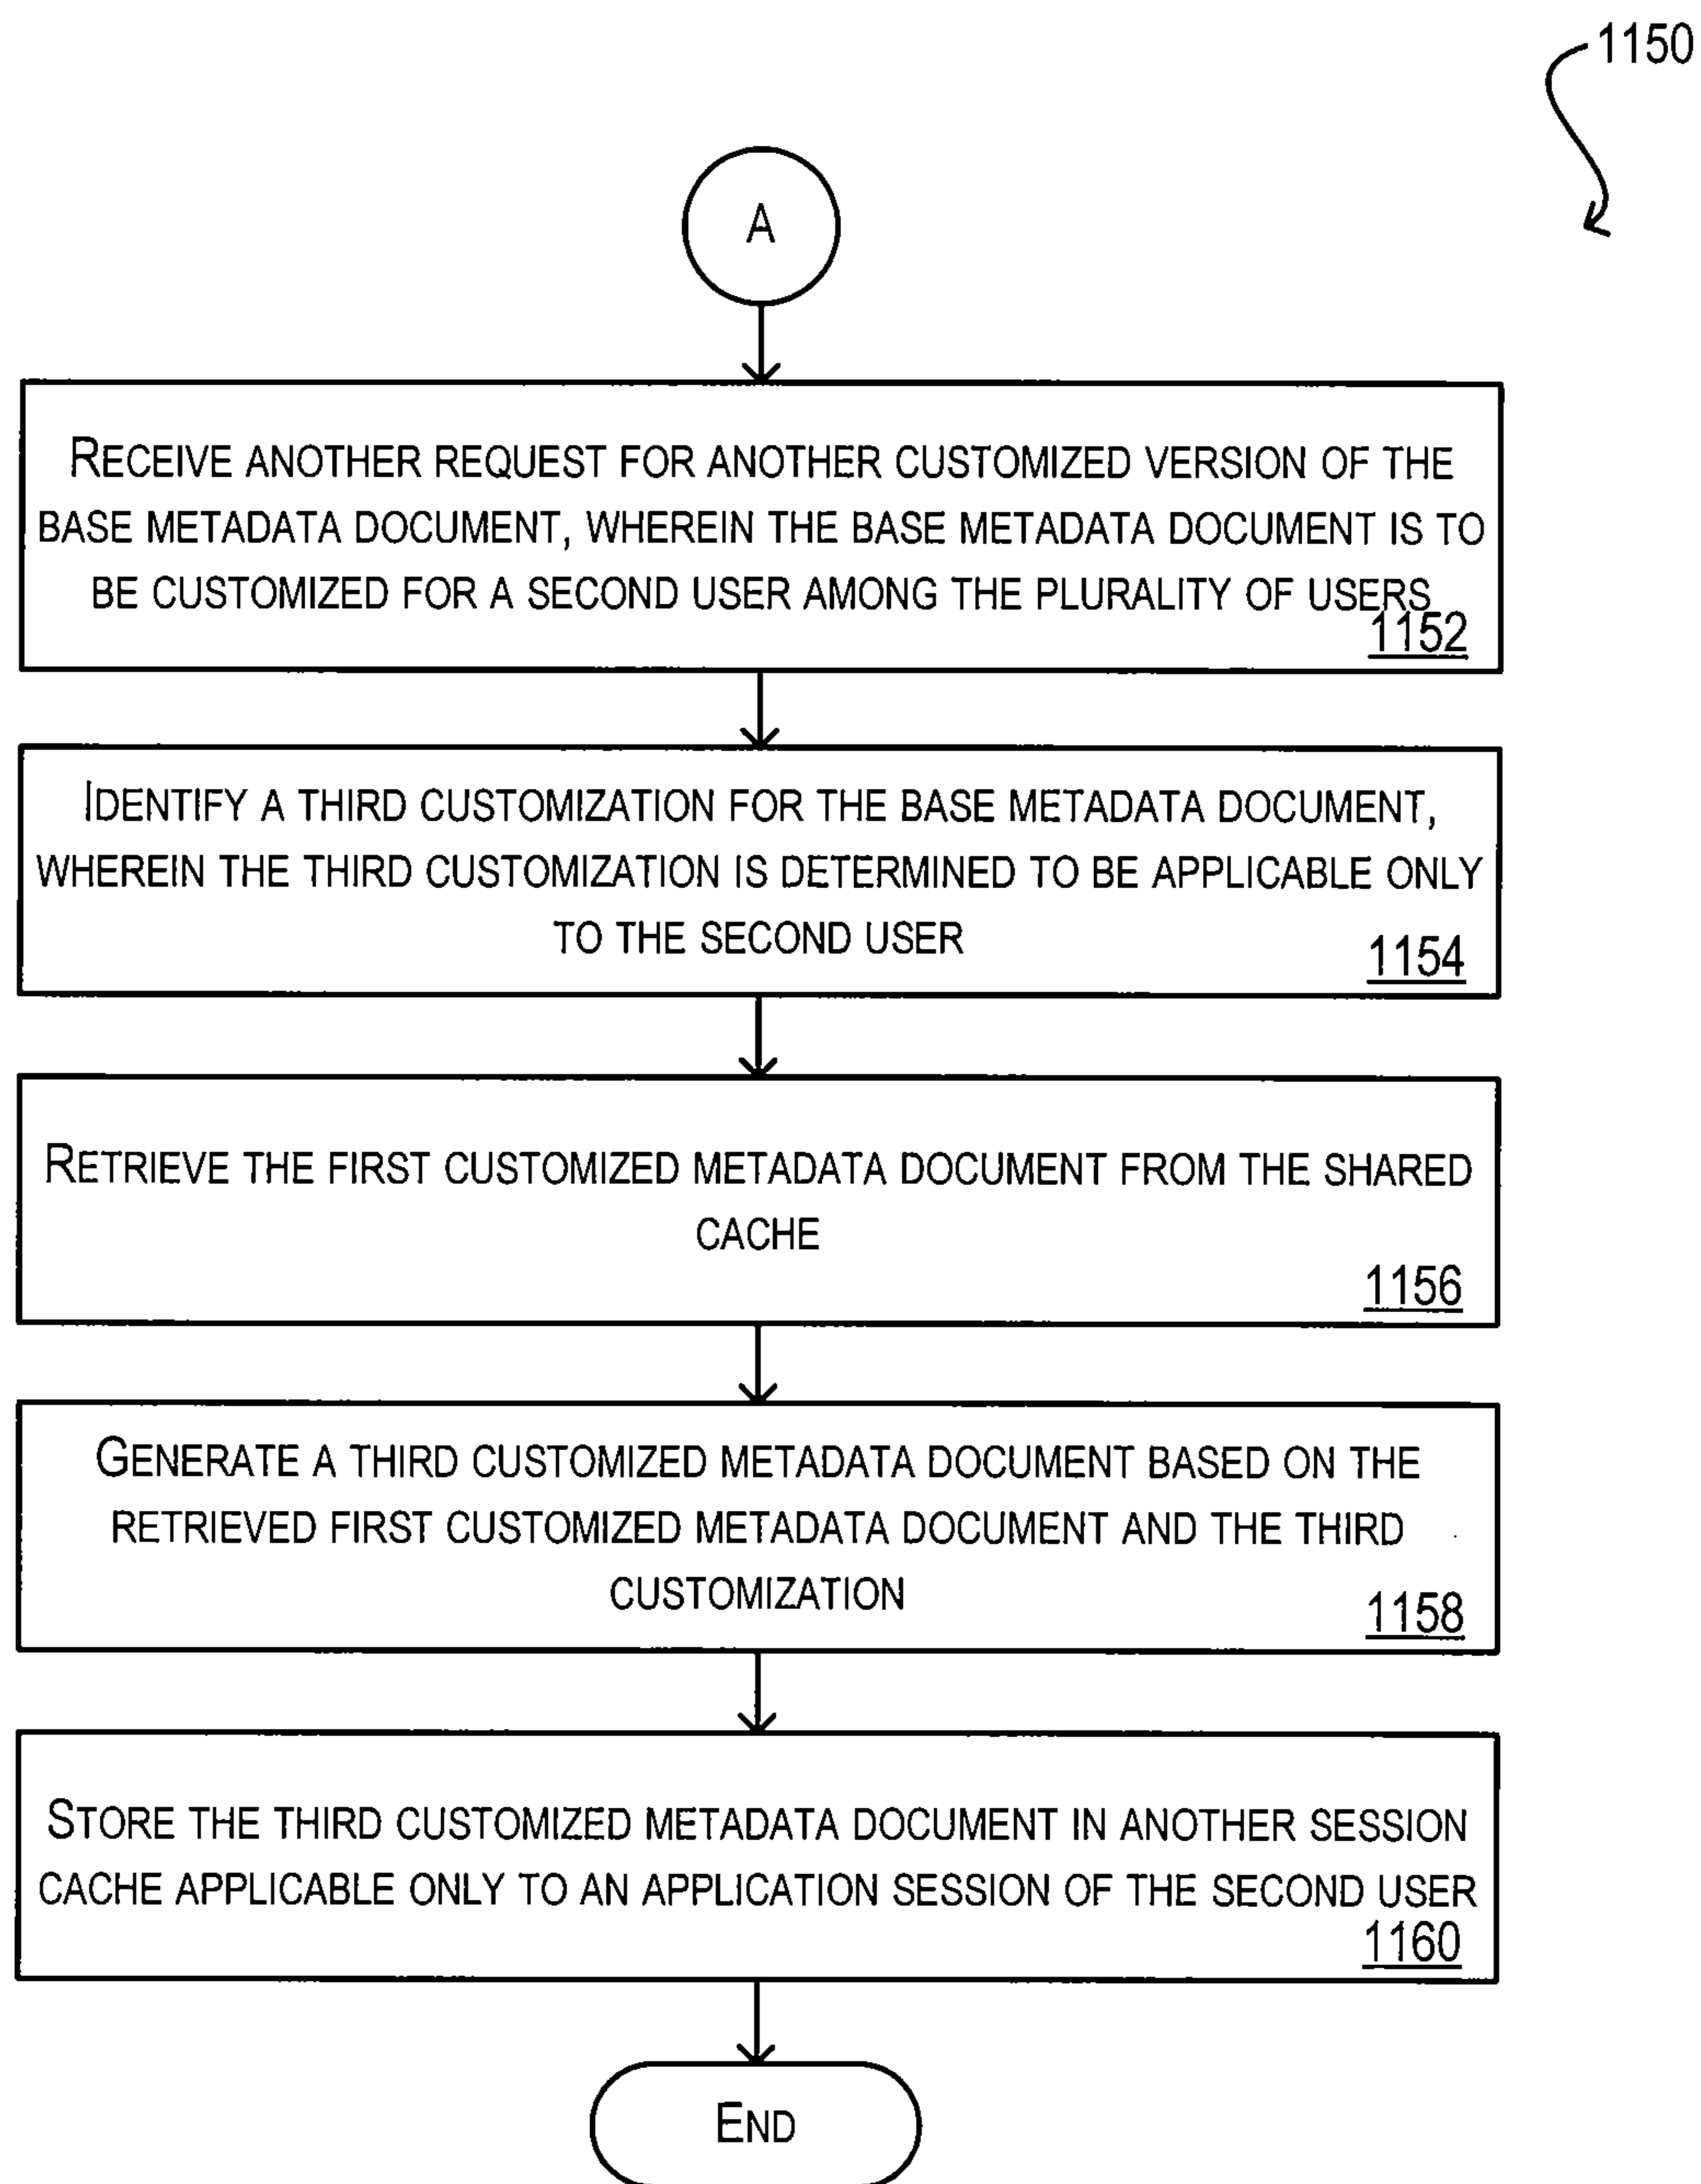 1150
A
RECEIVE ANOTHER REQUEST FOR ANOTHER CUSTOMIZED VERSION OF THE
BASE METADATA DOCUMENT, WHEREIN THE BASE METADATA DOCUMENT IS TO
BE CUSTOMIZED FOR A SECOND USER AMONG THE PLURALITY OF USERS
1152
IDENTIFY A THIRD CUSTOMIZATION FOR THE BASE METADATA DOCUMENT,
WHEREIN THE THIRD CUSTOMIZATION IS DETERMINED TO BE APPLICABLE ONLY
TO THE SECOND USER
1154
RETRIEVE THE FIRST CUSTOMIZED METADATA DOCUMENT FROM THE SHARED
CACHE
1156
GENERATE A THIRD CUSTOMIZED METADATA DOCUMENT BASED ON THE
RETRIEVED FIRST CUSTOMIZED METADATA DOCUMENT AND THE THIRD
CUSTOMIZATION
1158
STORE THE THIRD CUSTOMIZED METADATA DOCUMENT IN ANOTHER SESSION
CACHE APPLICABLE ONLY TO AN APPLICATION SESSION OF THE SECOND USER
1160
END